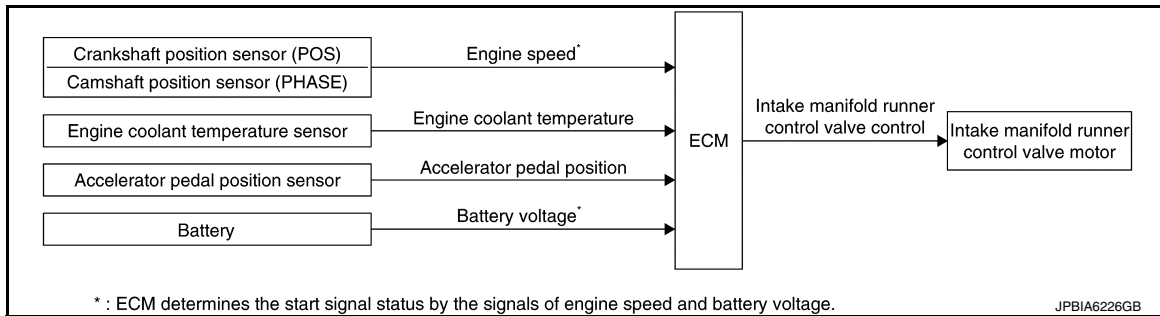 Crankshaft position sensor (POS)
Camshaft position sensor (PHASE)
Engine speed*
Engine coolant temperature sensor
Engine coolant temperature
Accelerator pedal position sensor
Accelerator pedal position
Battery
Battery voltage*
ECM
Intake manifold runner
control valve control
Intake manifold runner
control valve motor
* : ECM determines the start signal status by the signals of engine speed and battery voltage.
JPBIA6226GB